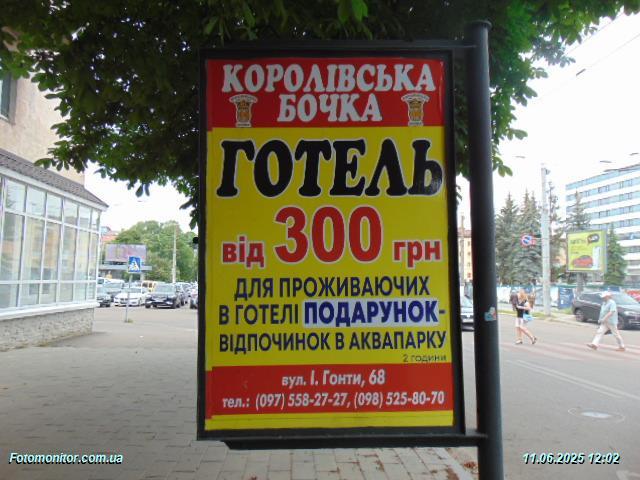 КОРОЛІВСЬКА
БОЧКА
ГОТЕЛЬ
від 300 грн
ДЛЯ ПРОЖИВАЮЧИХ
В ГОТЕЛІ ПОДАРУНОК-
ВІДПОЧИНОК В АКВАПАРКУ
2 години
вул. І. Гонти, 68
тел.: (097) 558-27-27, (098) 525-80-70
Fotomonitor.com.ua
11.06.2025 12:02